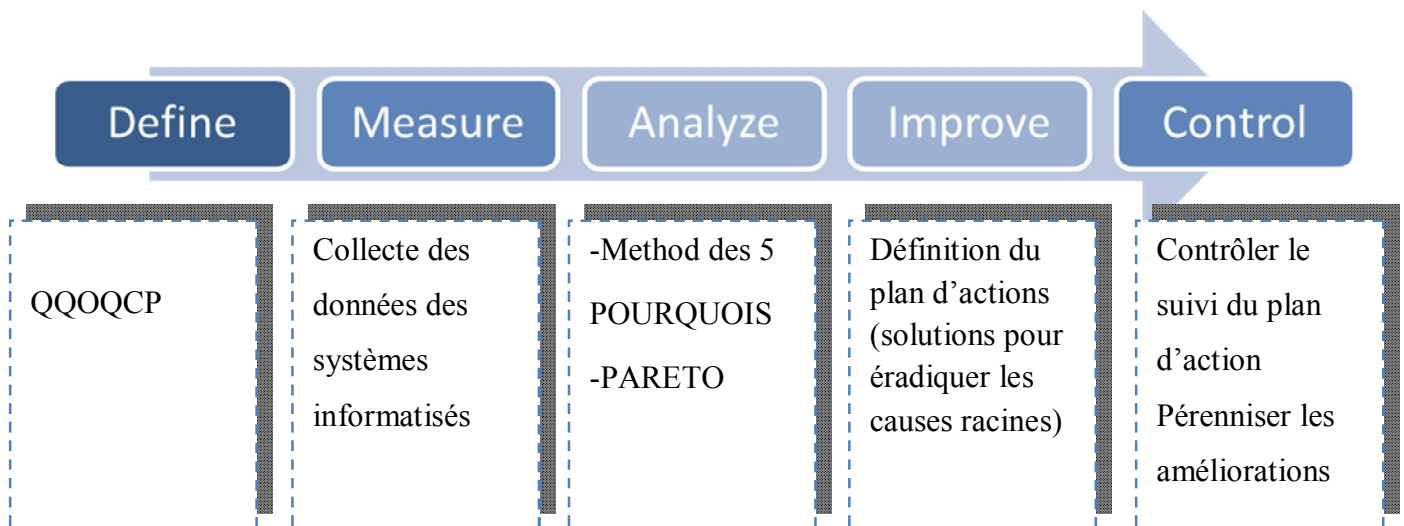 Define
Measure
Analyze
Improve
Control
QQOQCP
Collecte des
données des
systèmes
informatisés
-Method des 5
POURQUOIS
-PARETO
Définition du
plan d’actions
(solutions pour
éradiquer les
causes racines)
Contrôler le
suivi du plan
d’action
Pérenniser les
améliorations